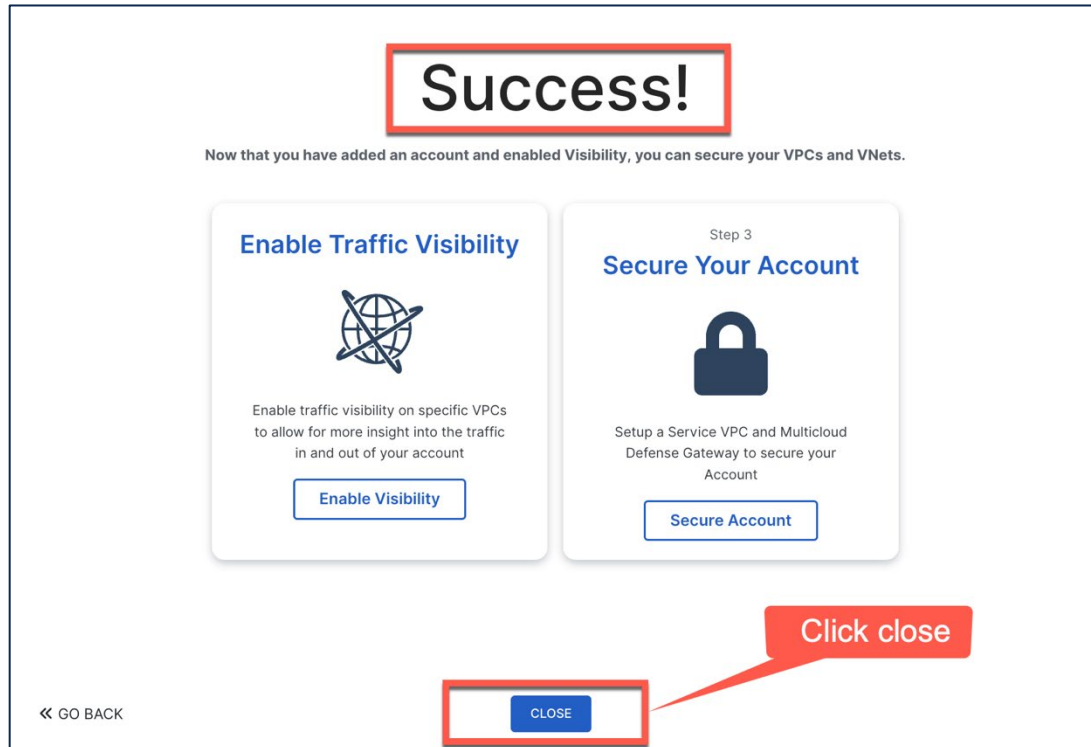 Success!
Now that you have added an account and enabled Visibility, you can secure your VPCs and VNets.
Enable Traffic Visibility
Enable traffic visibility on specific VPCs
to allow for more insight into the traffic
in and out of your account
Enable Visibility
Step 3
Secure Your Account
Setup a Service VPC and Multicloud
Defense Gateway to secure your
Account
Secure Account
Click close
« GO BACK
CLOSE